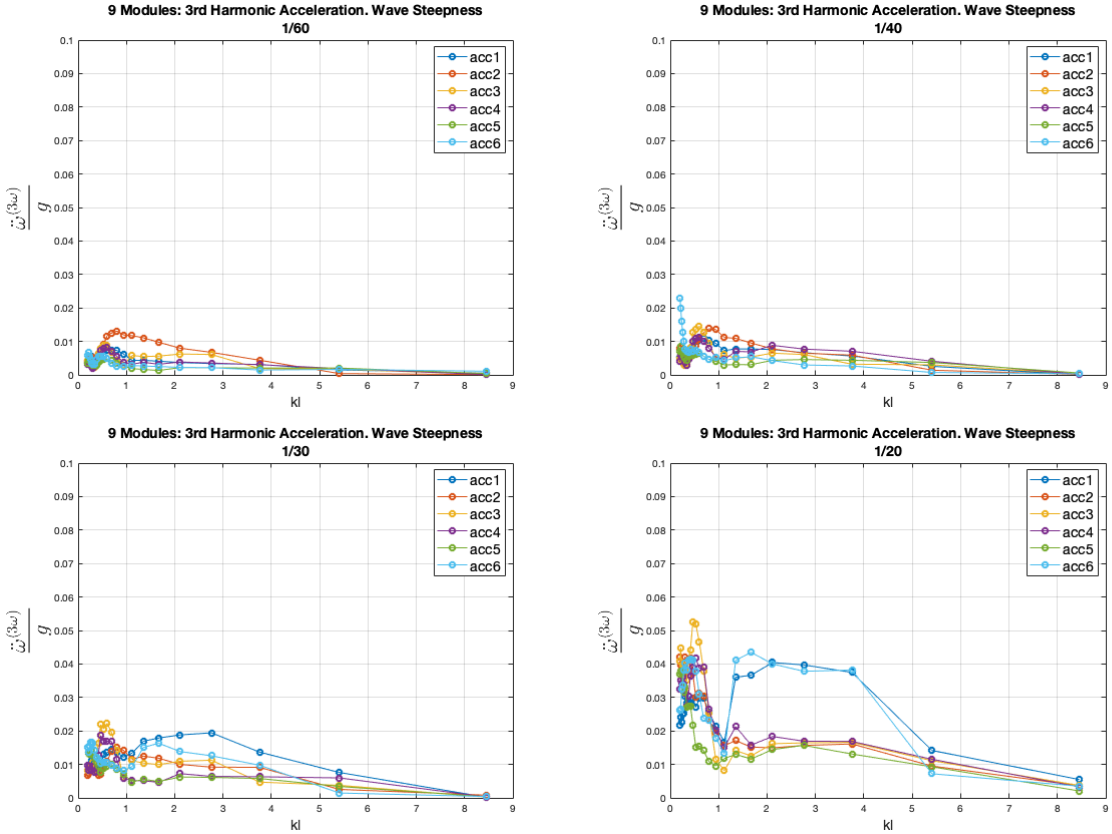 9 Modules: 3rd Harmonic Acceleration. Wave Steepness
1/60
0.1
0.09
0.08
0.07
0.06
0.05
0.04
0.03
0.02
0.01
0
0 1 2 3 4 5 6 7 8 9
kl
ẅ^(3ω)
g
acc1
acc2
acc3
acc4
acc5
acc6
9 Modules: 3rd Harmonic Acceleration. Wave Steepness
1/40
0.1
0.09
0.08
0.07
0.06
0.05
0.04
0.03
0.02
0.01
0
0 1 2 3 4 5 6 7 8 9
kl
ẅ^(3ω)
g
acc1
acc2
acc3
acc4
acc5
acc6
9 Modules: 3rd Harmonic Acceleration. Wave Steepness
1/30
0.1
0.09
0.08
0.07
0.06
0.05
0.04
0.03
0.02
0.01
0
0 1 2 3 4 5 6 7 8 9
kl
ẅ^(3ω)
g
acc1
acc2
acc3
acc4
acc5
acc6
9 Modules: 3rd Harmonic Acceleration. Wave Steepness
1/20
0.1
0.09
0.08
0.07
0.06
0.05
0.04
0.03
0.02
0.01
0
0 1 2 3 4 5 6 7 8 9
kl
ẅ^(3ω)
g
acc1
acc2
acc3
acc4
acc5
acc6